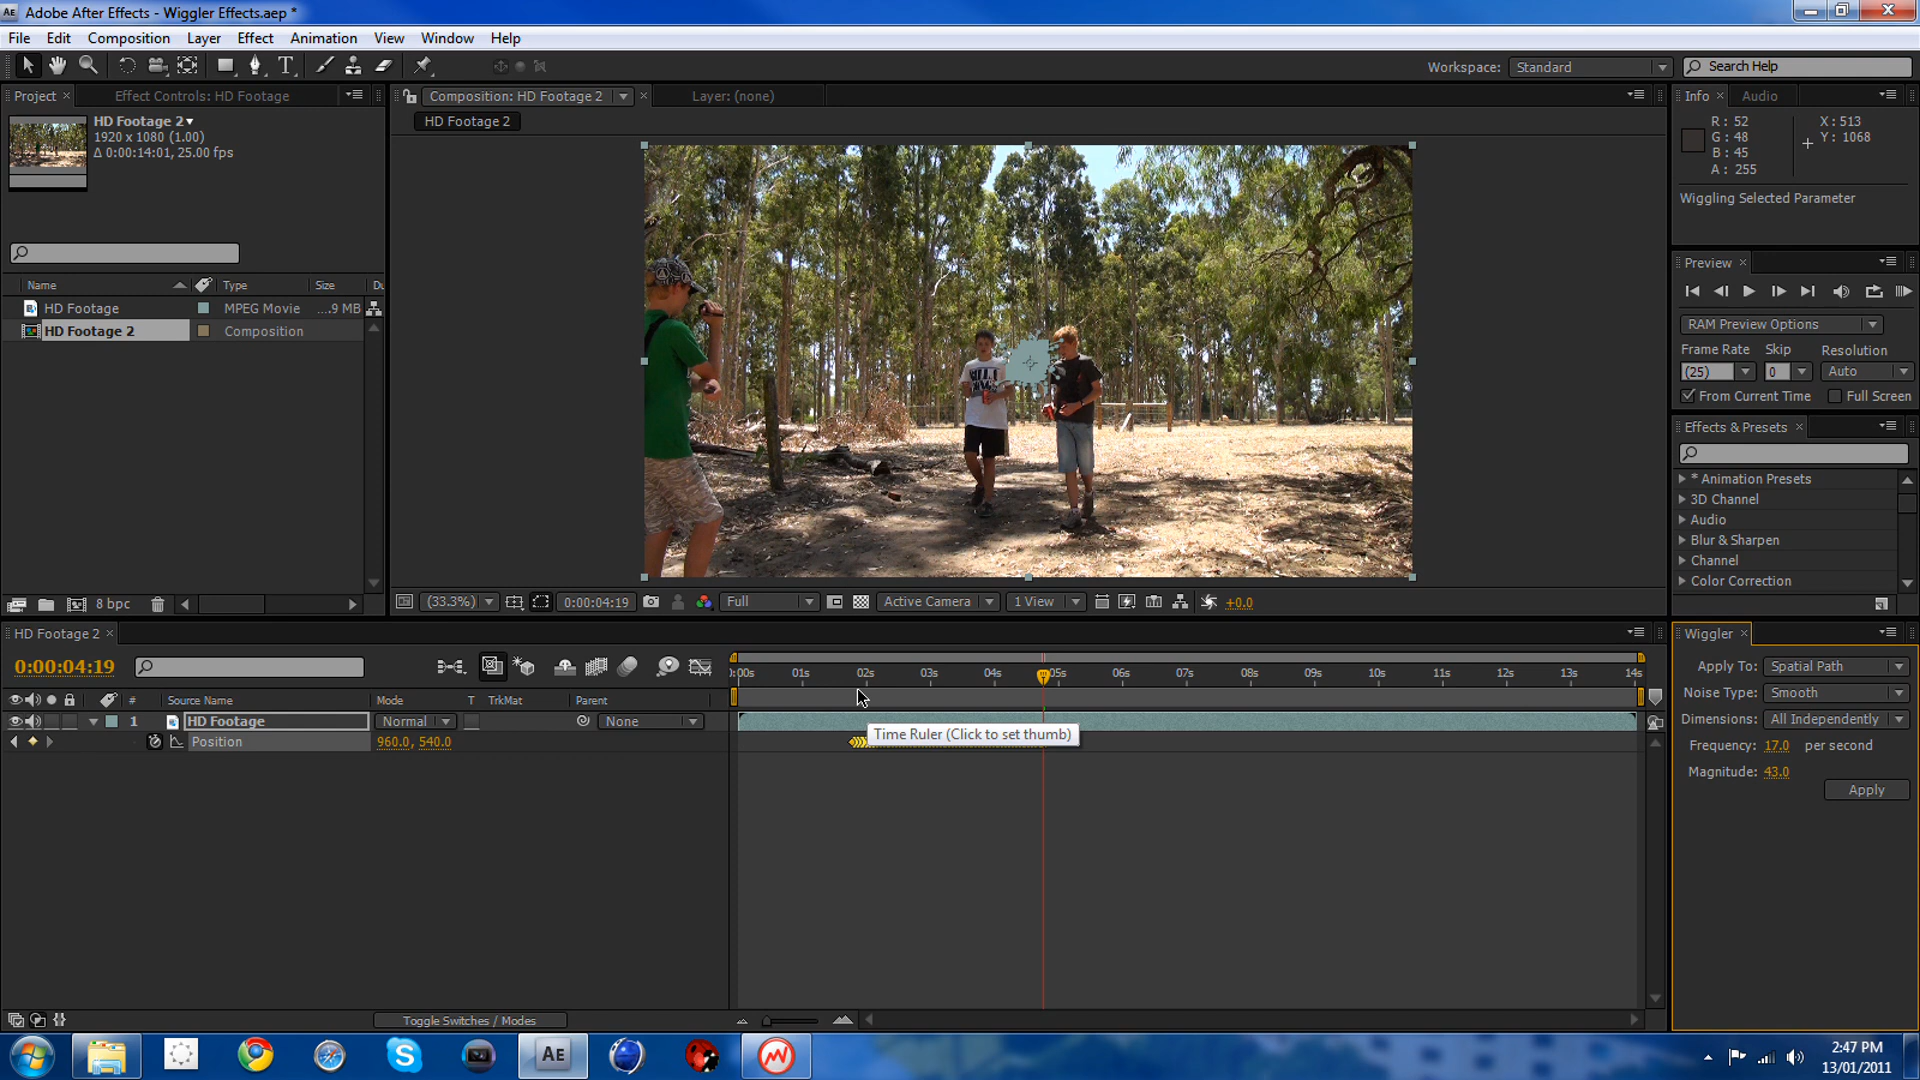 Adobe After Effects - Wiggler Effects.aep *
File Edit Composition Layer Effect Animation View Window Help
Workspace: Standard Search Help
Project Effect Controls: HD Footage
HD Footage 2
1920 x 1080 (1.00)
Δ 0:00:14:01, 25.00 fps
Name Type Size Du
HD Footage MPEG Movie ....9 MB
HD Footage 2 Composition
8 bpc
Composition: HD Footage 2 Layer: (none)
HD Footage 2
(33.3%) 0:00:04:19 Full Active Camera 1 View +0.0
Info Audio
R: 52 X: 513
G: 48 Y: 1068
B: 45
A: 255
Wiggling Selected Parameter
Preview
RAM Preview Options
Frame Rate Skip Resolution
(25) 0 Auto
From Current Time Full Screen
Effects & Presets
* Animation Presets
3D Channel
Audio
Blur & Sharpen
Channel
Color Correction
HD Footage 2
0:00:04:19
# Source Name Mode T TrkMat Parent
1 HD Footage Normal None
Position 960.0, 540.0
):00s 01s 02s 03s 04s 05s 06s 07s 08s 09s 10s 11s 12s 13s 14s
Time Ruler (Click to set thumb)
Toggle Switches / Modes
Wiggler
Apply To: Spatial Path
Noise Type: Smooth
Dimensions: All Independently
Frequency: 17.0 per second
Magnitude: 43.0
Apply
AE
2:47 PM
13/01/2011